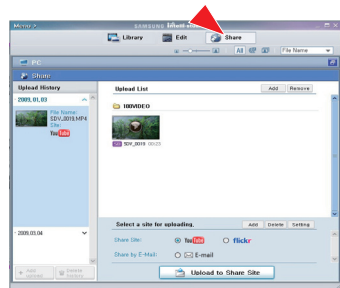 Menu >
SAMSUNG Intelli-studio
Library
Edit
Share
All
File Name
PC
Share
Upload History
2009.01.03
File Name:
SDV_0019.MP4
Site:
YouTube
2009.03.04
Upload List
Add
Remove
100VIDEO
SDV_0019 00:23
Select a site for uploading.
Add
Delete
Setting
Share Site:
YouTube
flickr
Share by E-Mail:
E-mail
Upload to Share Site